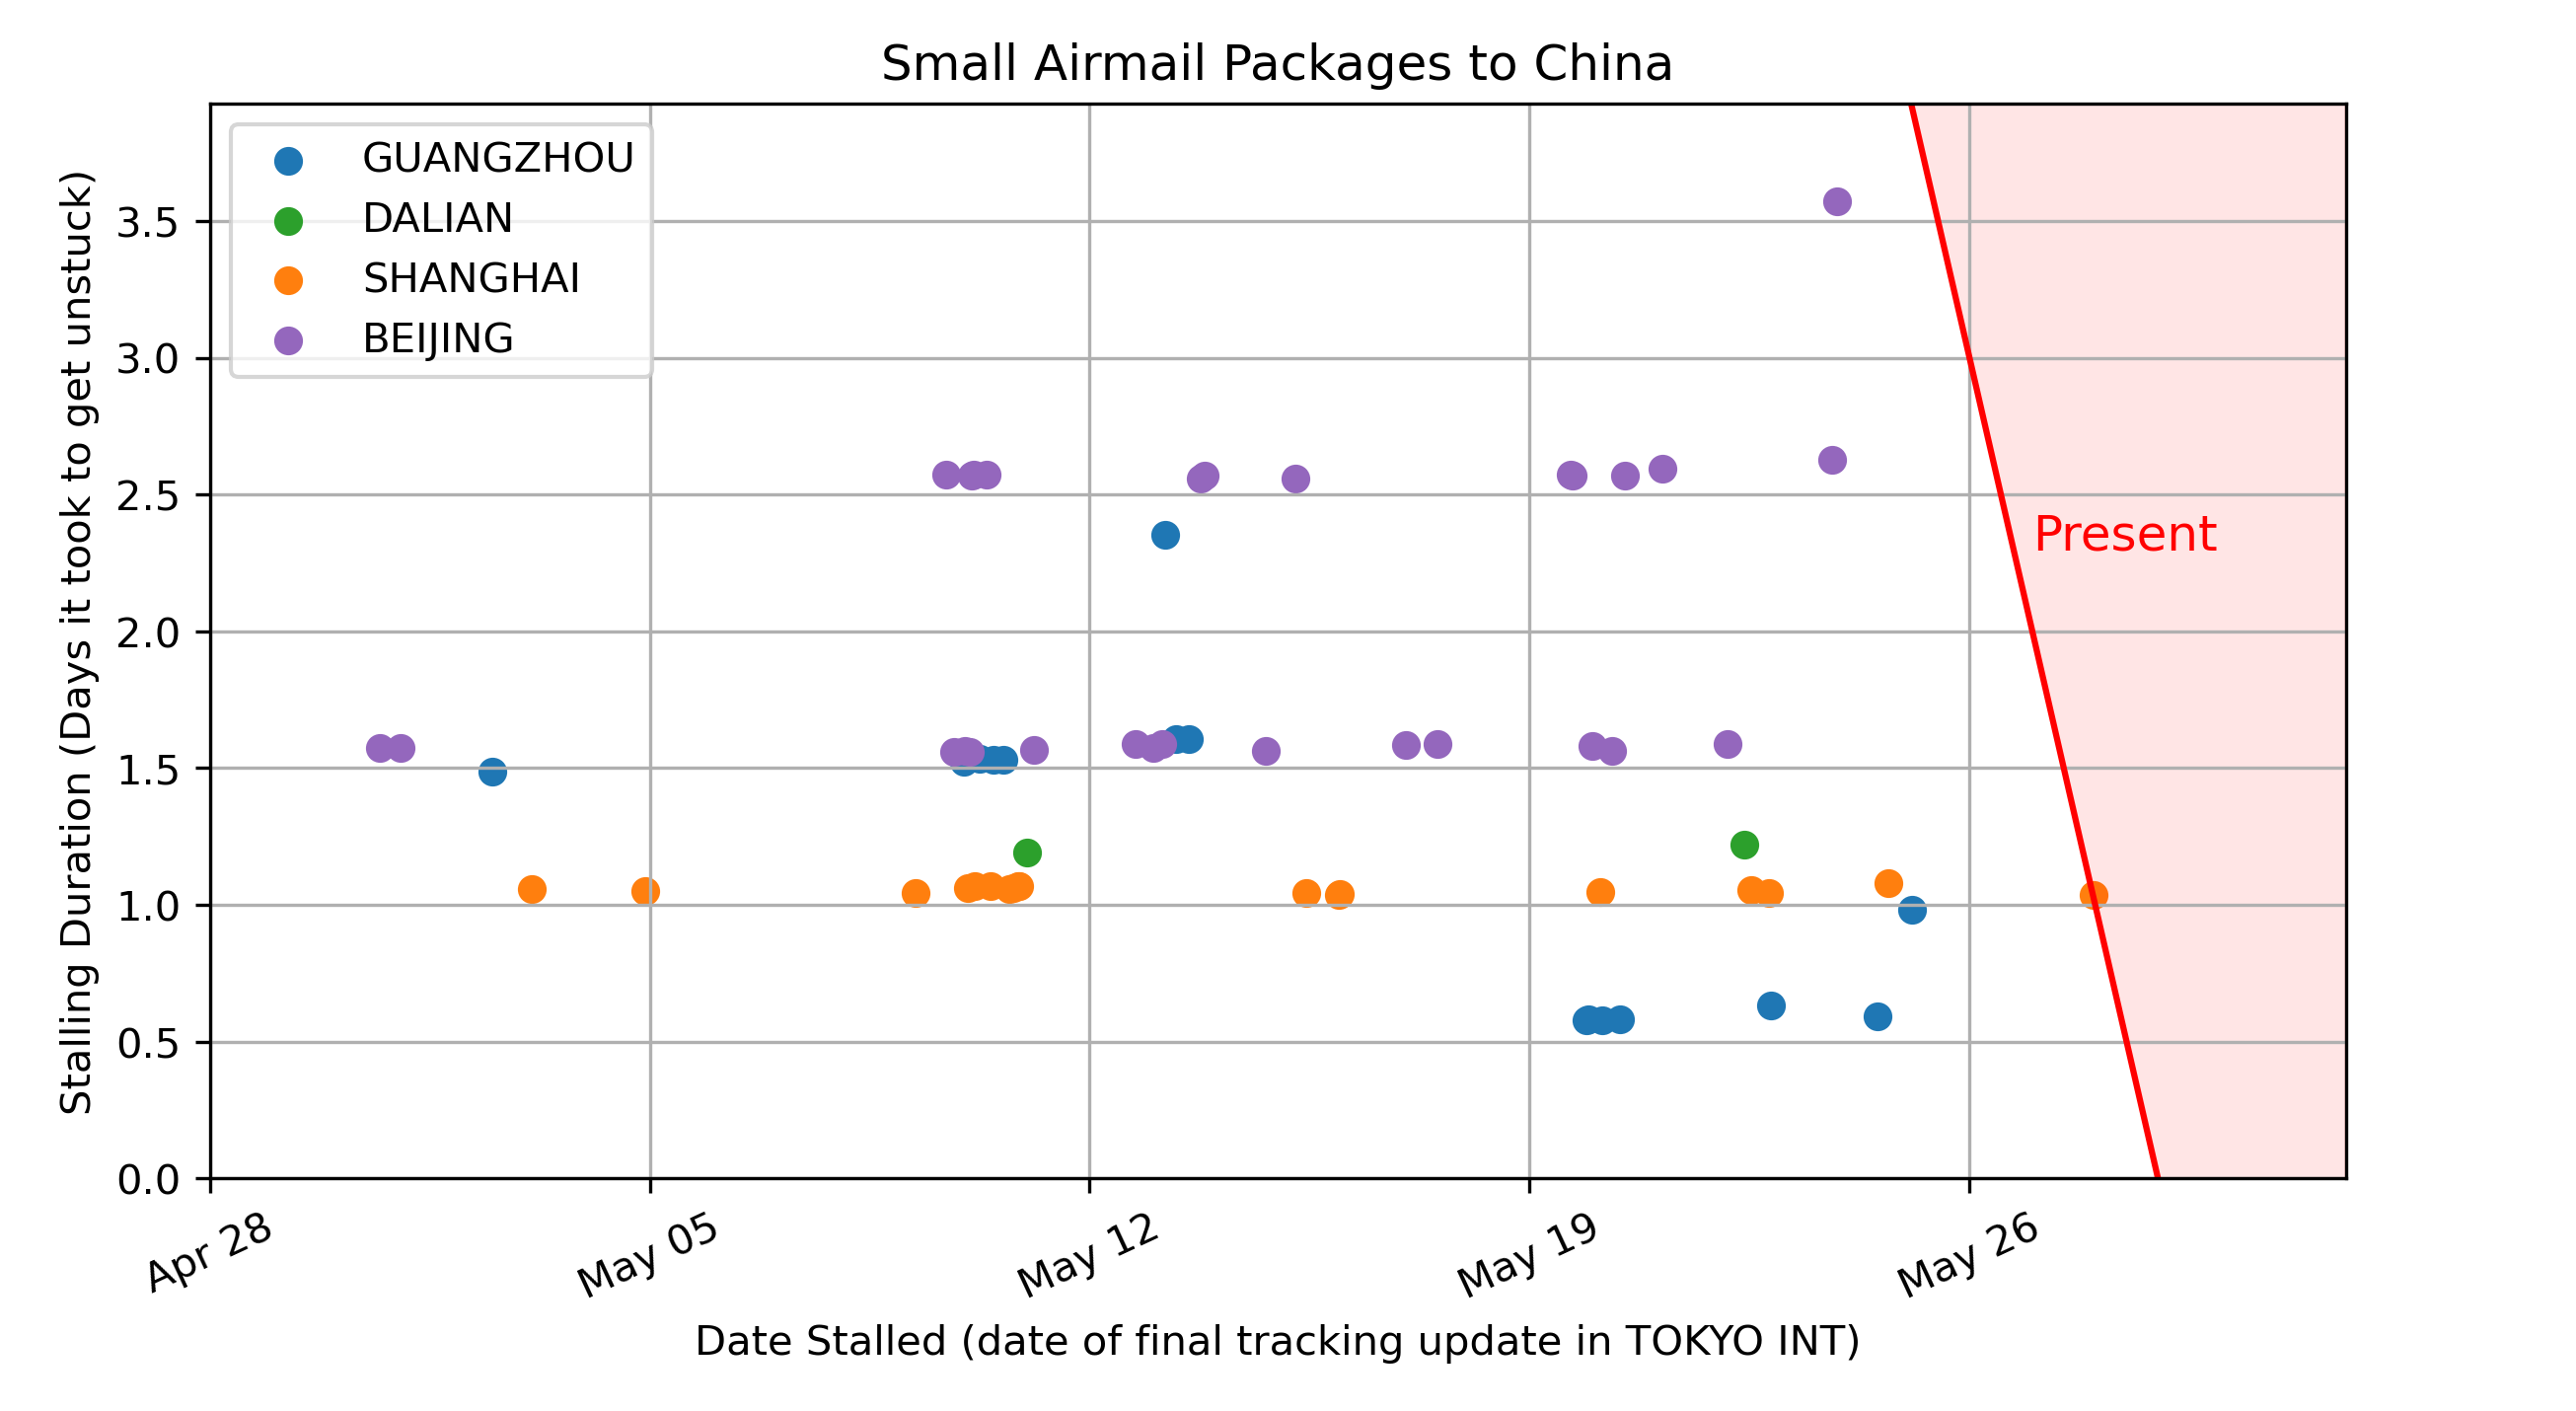 Small Airmail Packages to China
GUANGZHOU
DALIAN
SHANGHAI
BEIJING
Present
Stalling Duration (Days it took to get unstuck)
3.5
3.0
2.5
2.0
1.5
1.0
0.5
0.0
Apr 28
May 05
May 12
May 19
May 26
Date Stalled (date of final tracking update in TOKYO INT)